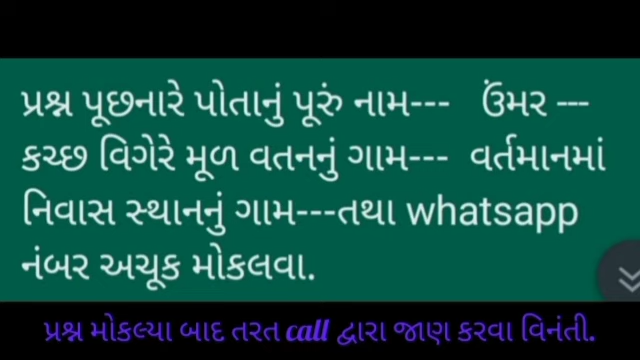 પ્રશ્ન પૂછનારે પોતાનું પૂરું નામ--- ઉંમર ---
કચ્છ વિગેરે મૂળ વતનનું ગામ--- વર્તમાનમાં
નિવાસ સ્થાનનું ગામ---તથા whatsapp
નંબર અચૂક મોકલવા.
પ્રશ્ન મોકલ્યા બાદ તરત call દ્વારા જાણ કરવા વિનંતી.